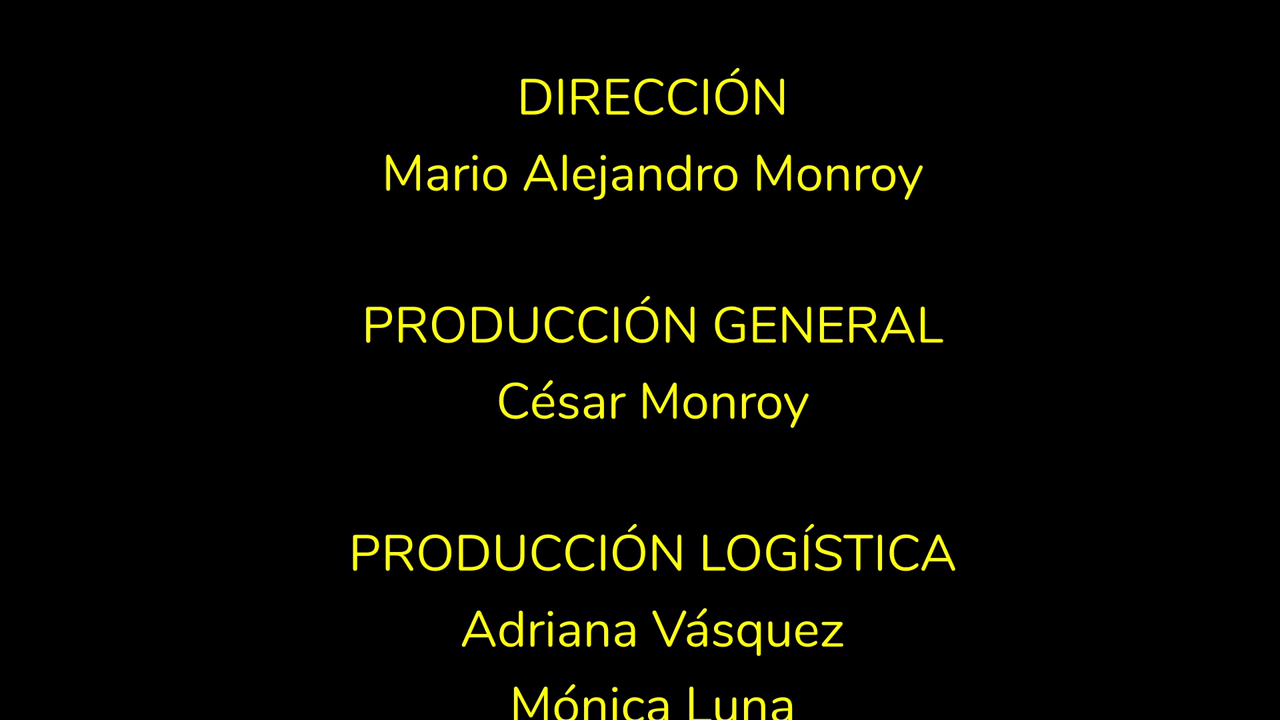 DIRECCIÓN
Mario Alejandro Monroy
PRODUCCIÓN GENERAL
César Monroy
PRODUCCIÓN LOGÍSTICA
Adriana Vásquez
Mónica Luna